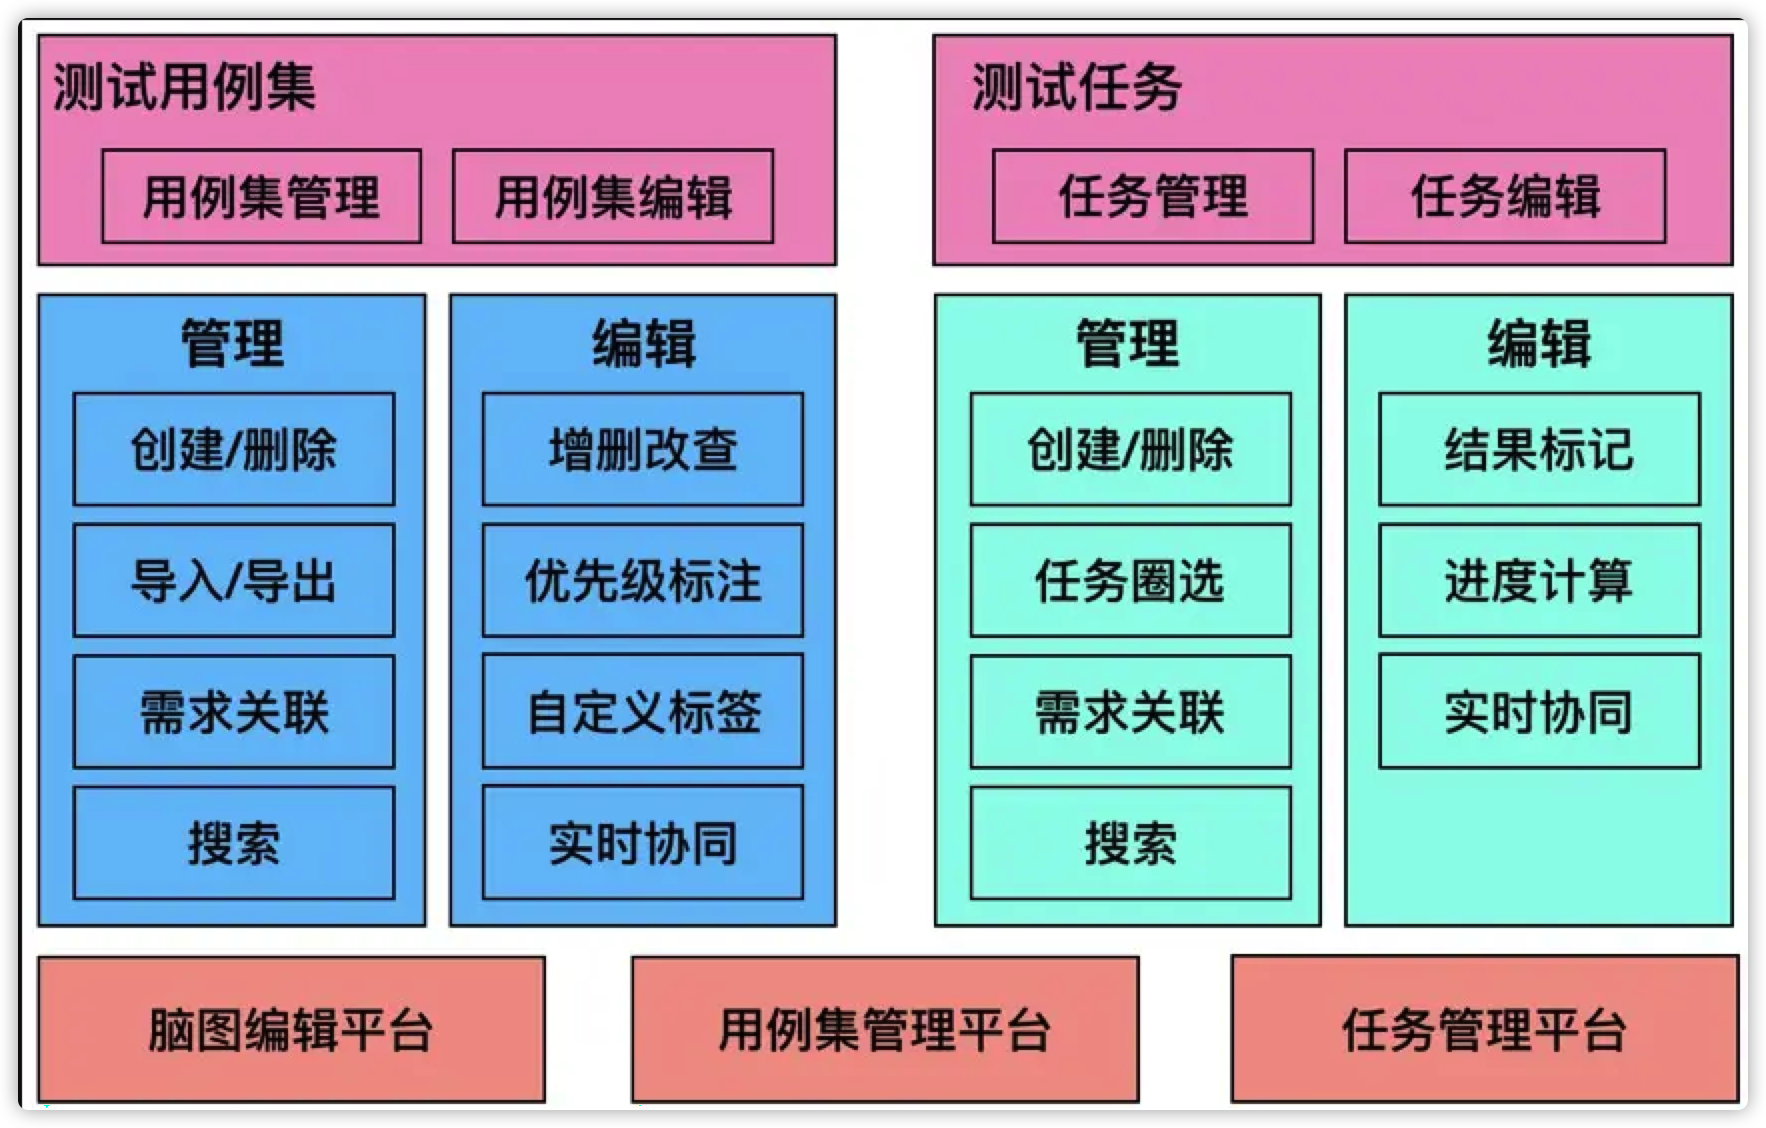 测试用例集
用例集管理
用例集编辑
测试任务
任务管理
任务编辑
管理
创建/删除
导入/导出
需求关联
搜索
编辑
增删改查
优先级标注
自定义标签
实时协同
管理
创建/删除
任务圈选
需求关联
搜索
编辑
结果标记
进度计算
实时协同
脑图编辑平台
用例集管理平台
任务管理平台